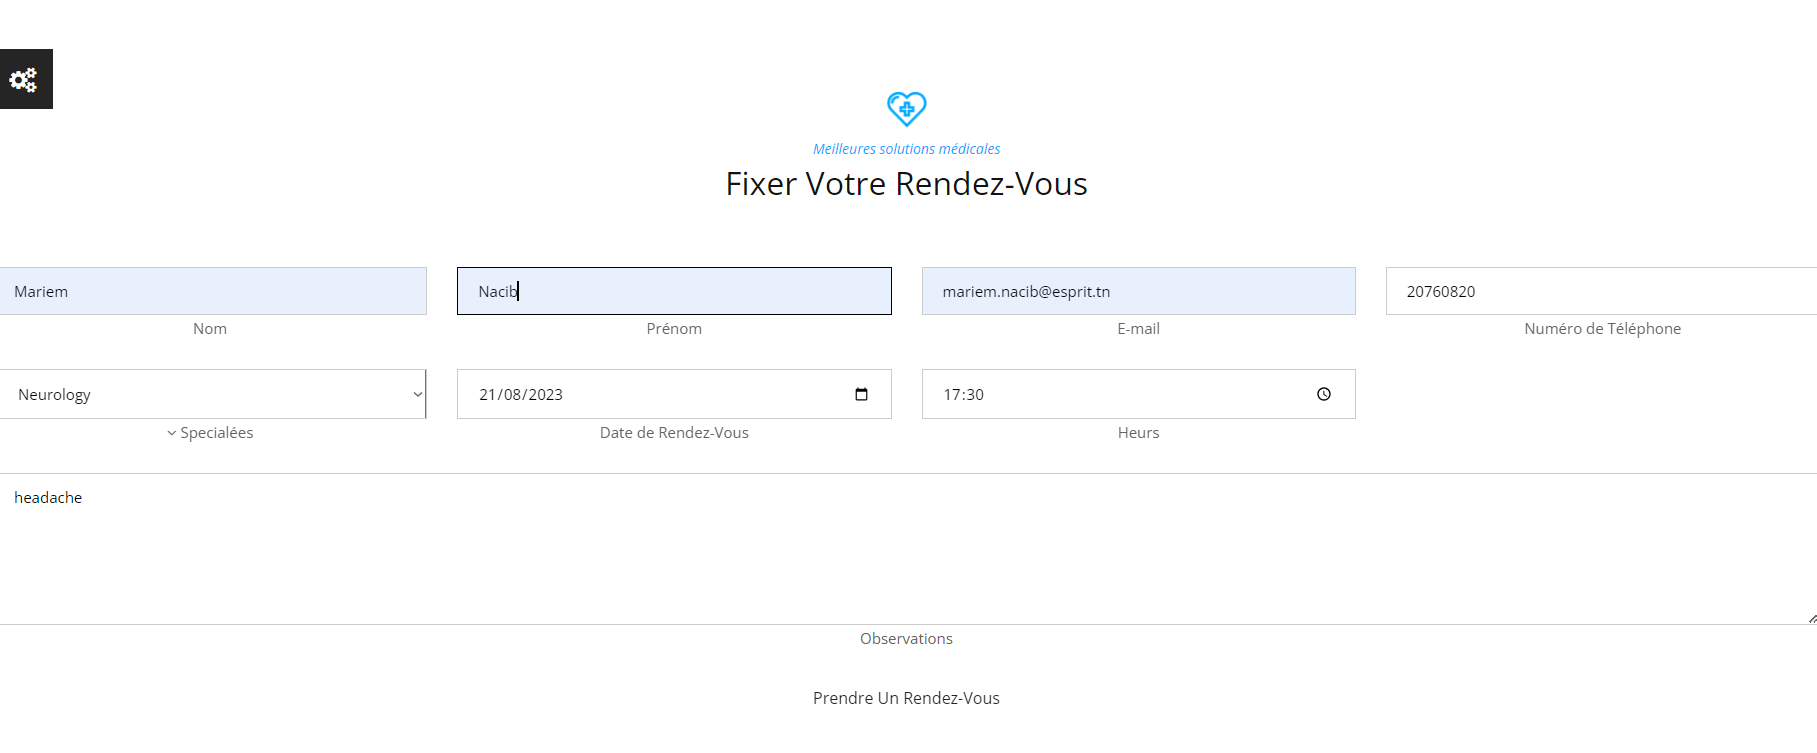 Meilleures solutions médicales
Fixer Votre Rendez-Vous
Mariem
Nacib
mariem.nacib@esprit.tn
20760820
Nom
Prénom
E-mail
Numéro de Téléphone
Neurology
21/08/2023
17:30
Specialées
Date de Rendez-Vous
Heurs
headache
Observations
Prendre Un Rendez-Vous